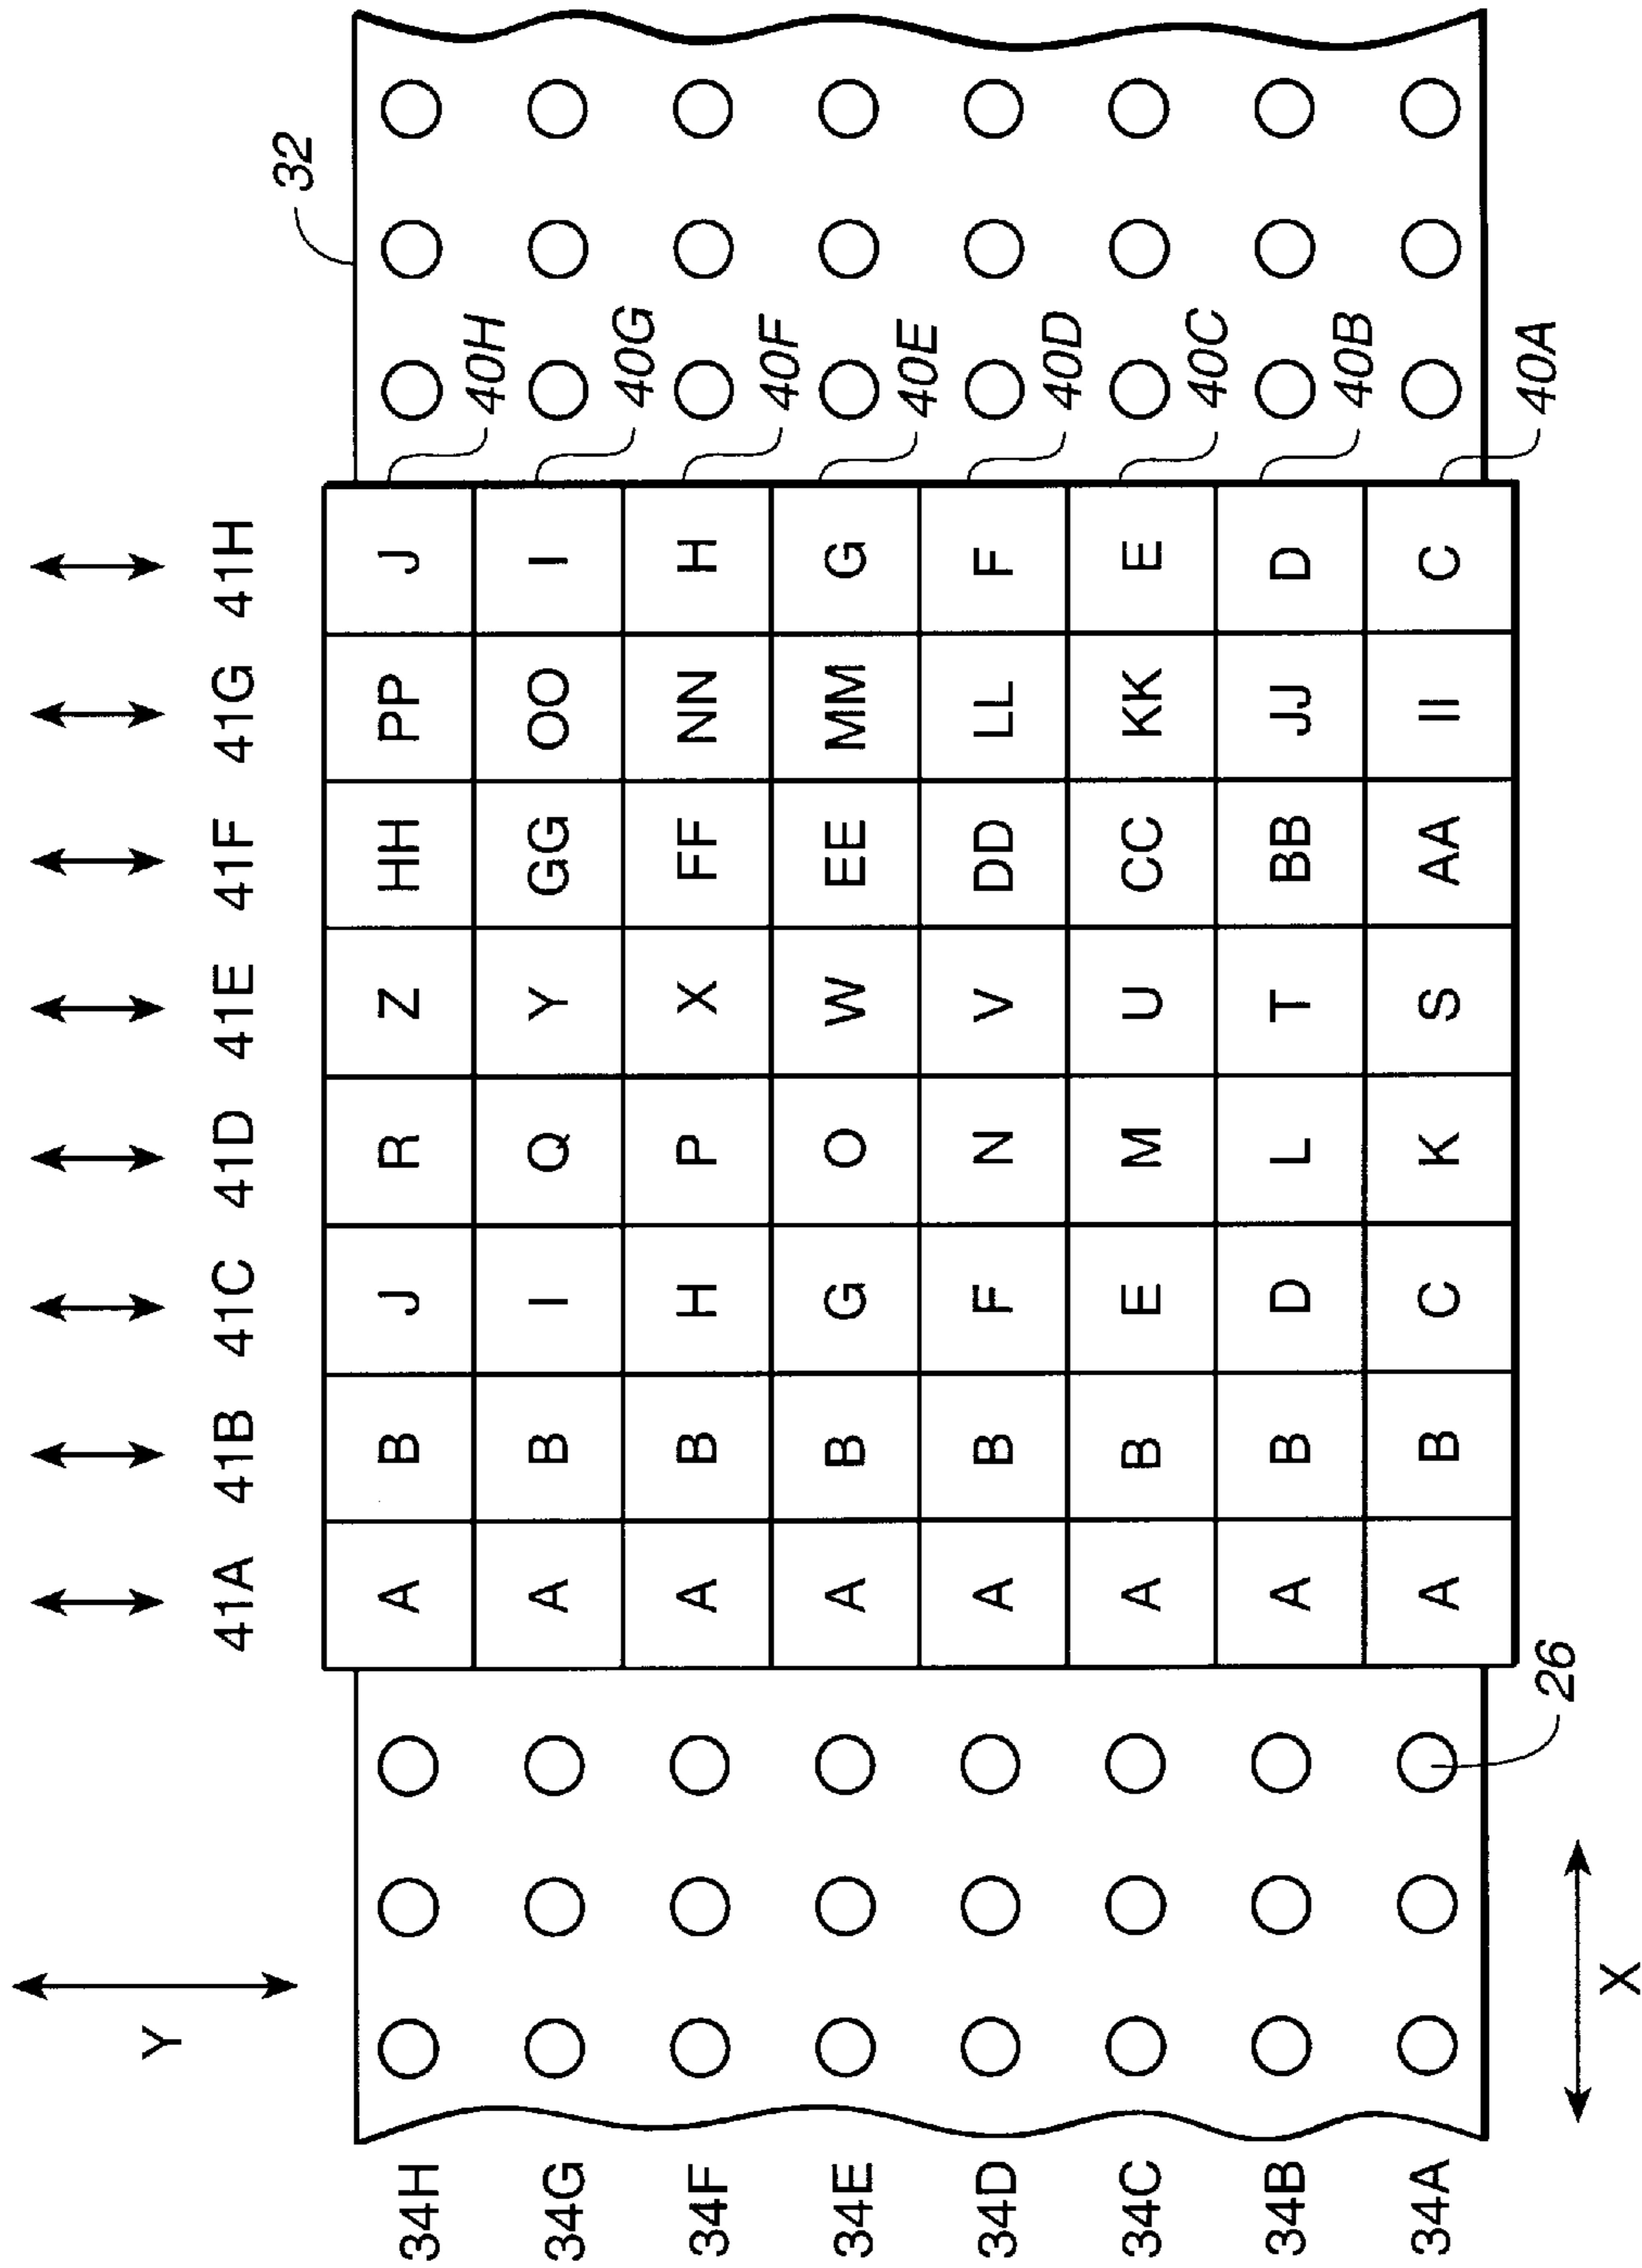 Y
41A 41B 41C 41D 41E 41F 41G 41H
32
34H A B J R Z HH PP J
40H
34G A B I Q Y GG OO I
40G
34F A B H P X FF NN H
40F
34E A B G O W EE MM G
40E
34D A B F N V DD LL F
40D
34C A B E M U CC KK E
40C
34B A B D L T BB JJ D
40B
34A A B C K S AA II C
40A
26
X